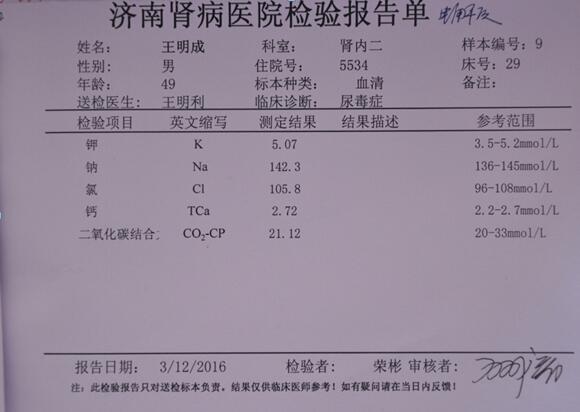 济南肾病医院检验报告单
姓名: 王明成 科室: 肾内二 样本编号: 9
性别: 男 住院号: 5534 床号: 29
年龄: 49 标本种类: 血清 备注:
送检医生: 王明利 临床诊断: 尿毒症
检验项目 英文缩写 测定结果 结果描述 参考范围
钾 K 5.07 3.5-5.2mmol/L
钠 Na 142.3 136-145mmol/L
氯 Cl 105.8 96-108mmol/L
钙 TCa 2.72 2.2-2.7mmol/L
二氧化碳结合 CO₂-CP 21.12 20-33mmol/L
报告日期: 3/12/2016 检验者: 荣彬 审核者:
注: 此检验报告只对送检标本负责。结果仅供临床医师参考! 如有疑问请在当日内反馈!